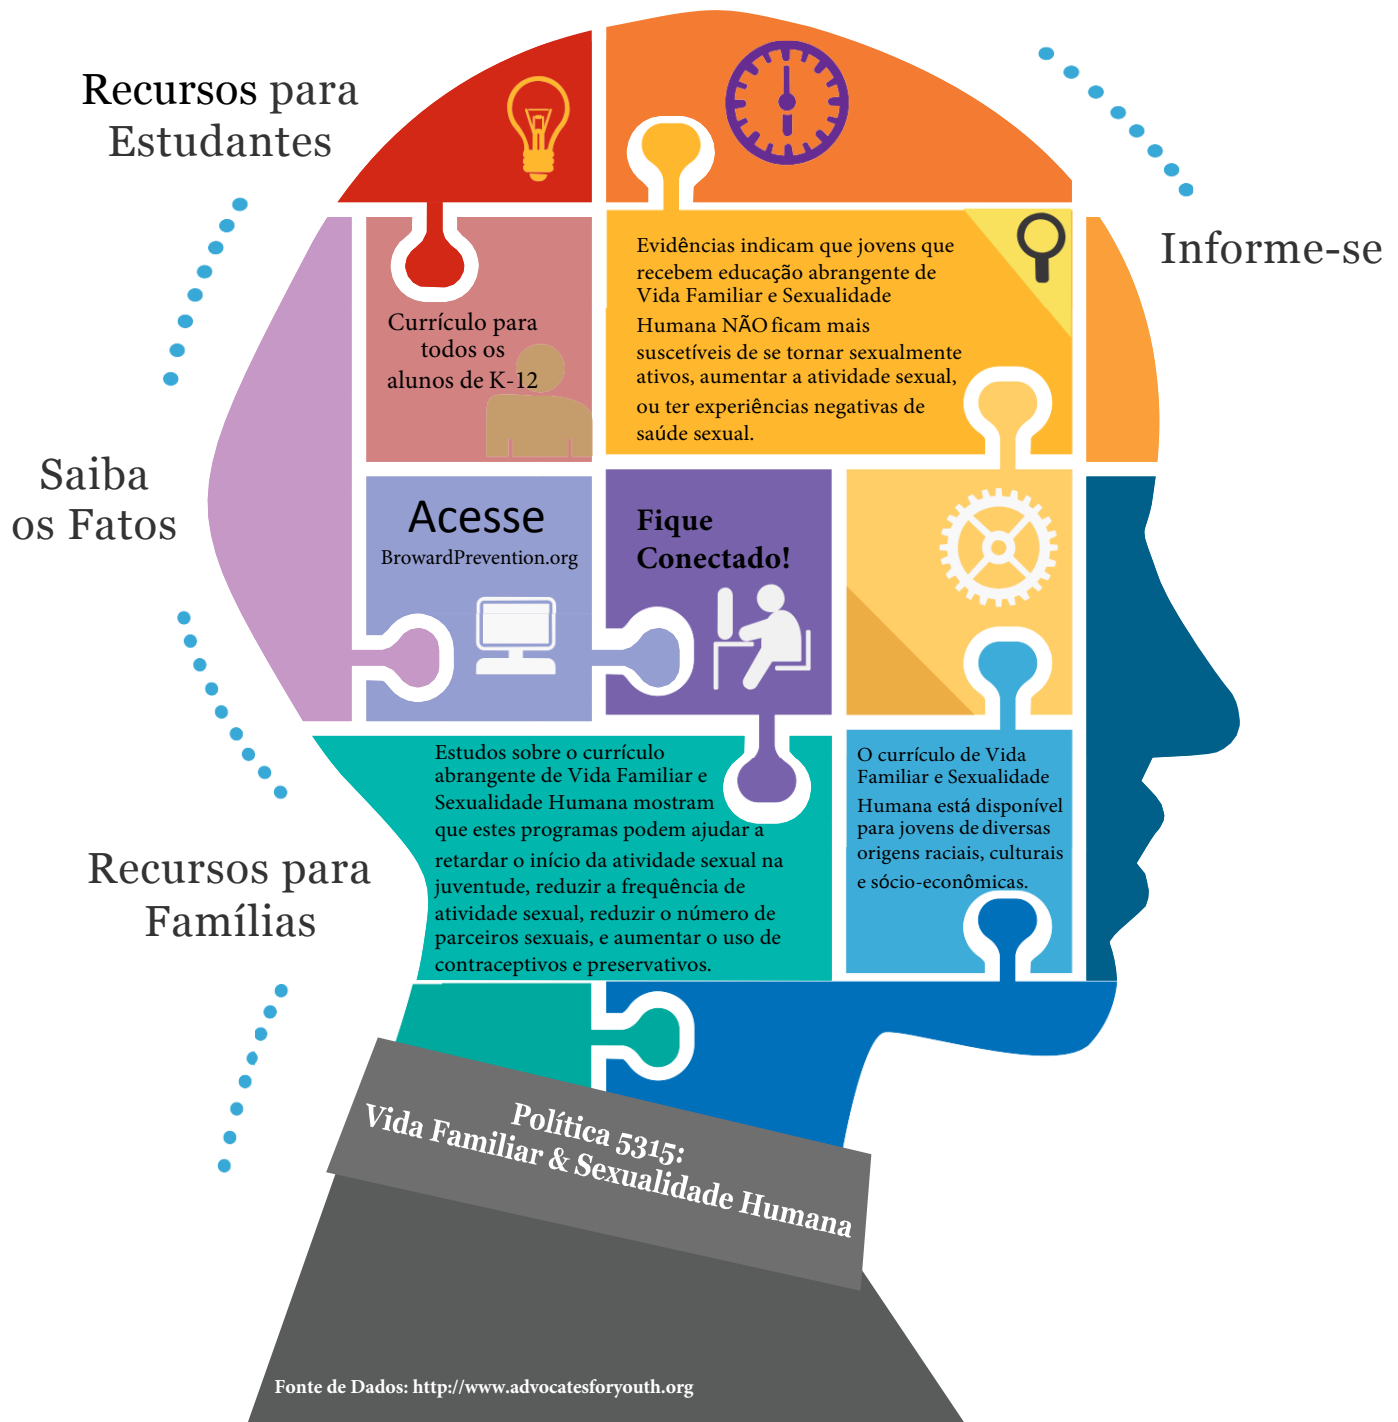 Recursos para
Estudantes
Informe-se
Evidências indicam que jovens que
recebem educação abrangente de
Vida Familiar e Sexualidade
Humana NÃO ficam mais
suscetíveis de se tornar sexualmente
ativos, aumentar a atividade sexual,
ou ter experiências negativas de
saúde sexual.
Currículo para
todos os
alunos de K-12
Saiba
os Fatos
Acesse
BrowardPrevention.org
Fique
Conectado!
Estudos sobre o currículo
abrangente de Vida Familiar e
Sexualidade Humana mostram
que estes programas podem ajudar a
retardar o início da atividade sexual na
juventude, reduzir a frequência de
atividade sexual, reduzir o número de
parceiros sexuais, e aumentar o uso de
contraceptivos e preservativos.
O currículo de Vida
Familiar e Sexualidade
Humana está disponível
para jovens de diversas
origens raciais, culturais
e sócio-econômicas.
Recursos para
Famílias
Política 5315:
Vida Familiar & Sexualidade Humana
Fonte de Dados: http://www.advocatesforyouth.org